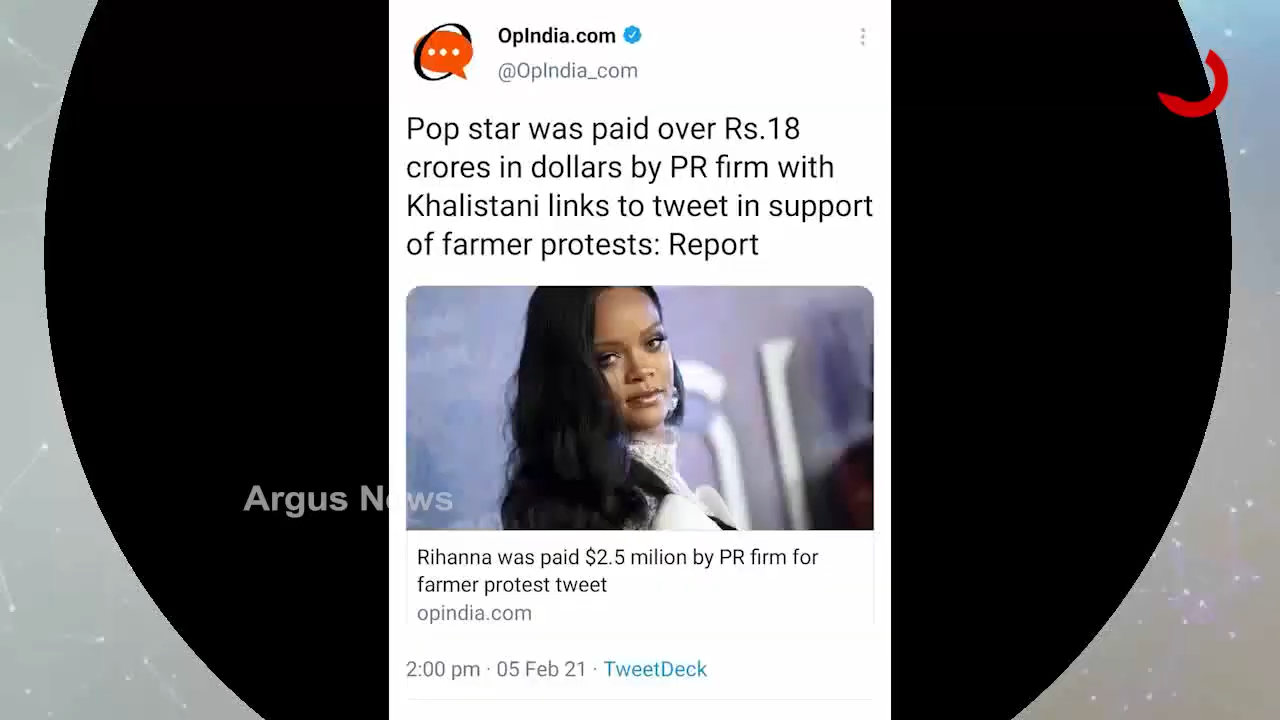 OpIndia.com
@OpIndia_com
Pop star was paid over Rs.18
crores in dollars by PR firm with
Khalistani links to tweet in support
of farmer protests: Report
Argus News
Rihanna was paid $2.5 milion by PR firm for
farmer protest tweet
opindia.com
2:00 pm · 05 Feb 21 · TweetDeck